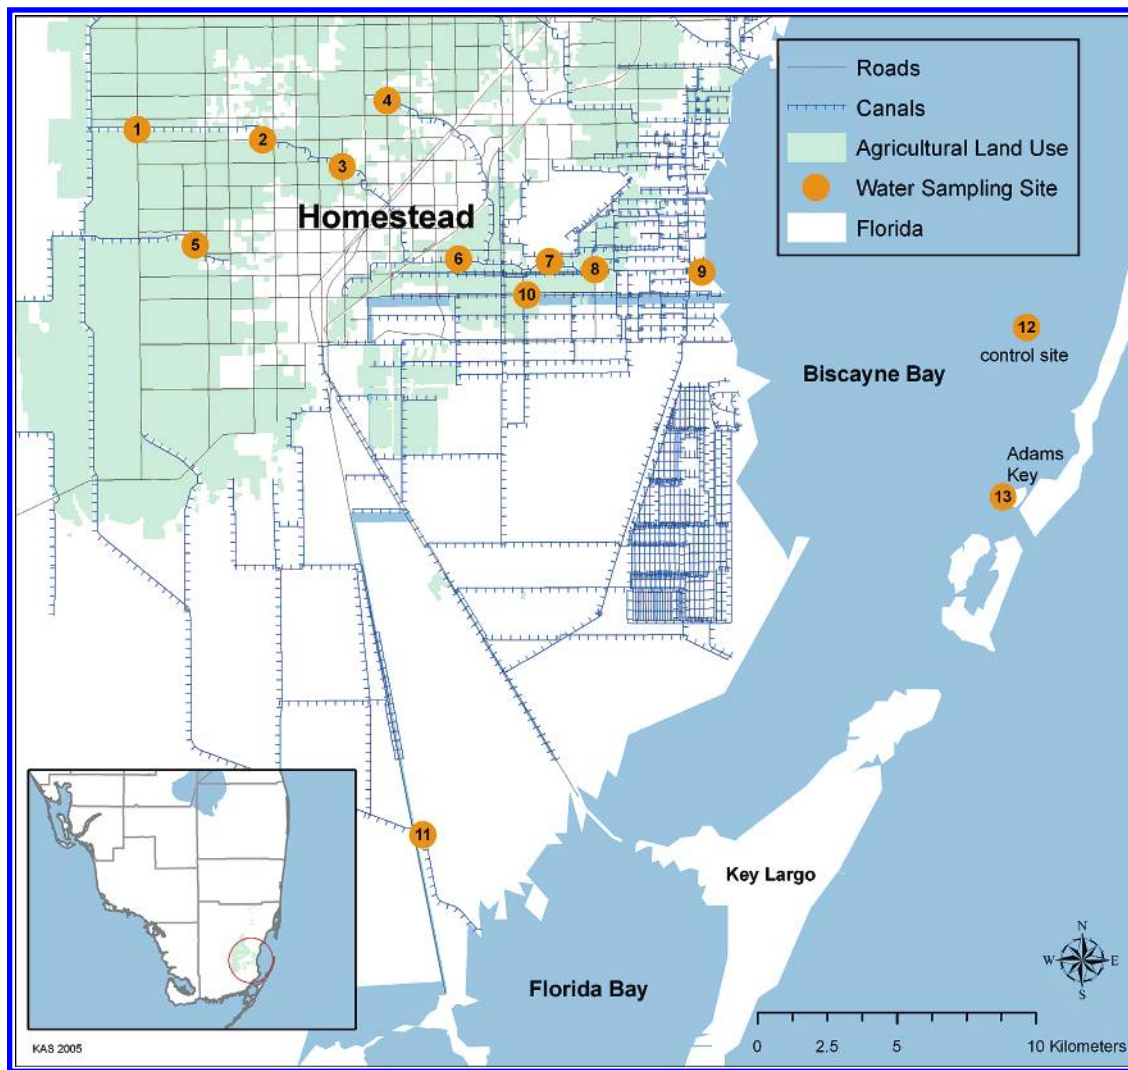 Roads
Canals
Agricultural Land Use
Water Sampling Site
Florida
4
1
2
3
Homestead
5
6
7
8
9
10
12
control site
Biscayne Bay
Adams
Key
13
11
Key Largo
Florida Bay
N
W E
S
0 2.5 5 10 Kilometers
KAS 2005